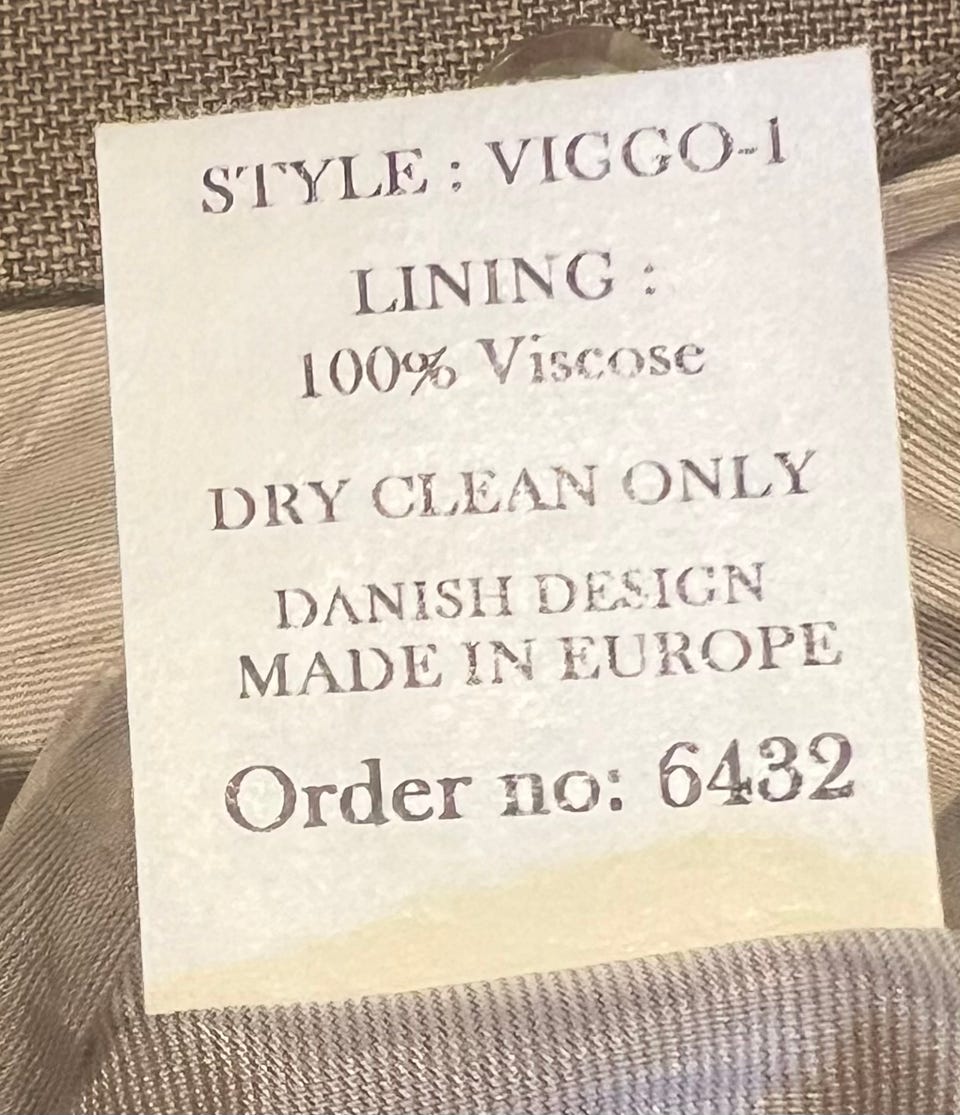 STYLE : VIGGO-1
LINING :
100% Viscose
DRY CLEAN ONLY
DANISH DESIGN
MADE IN EUROPE
Order no: 6432